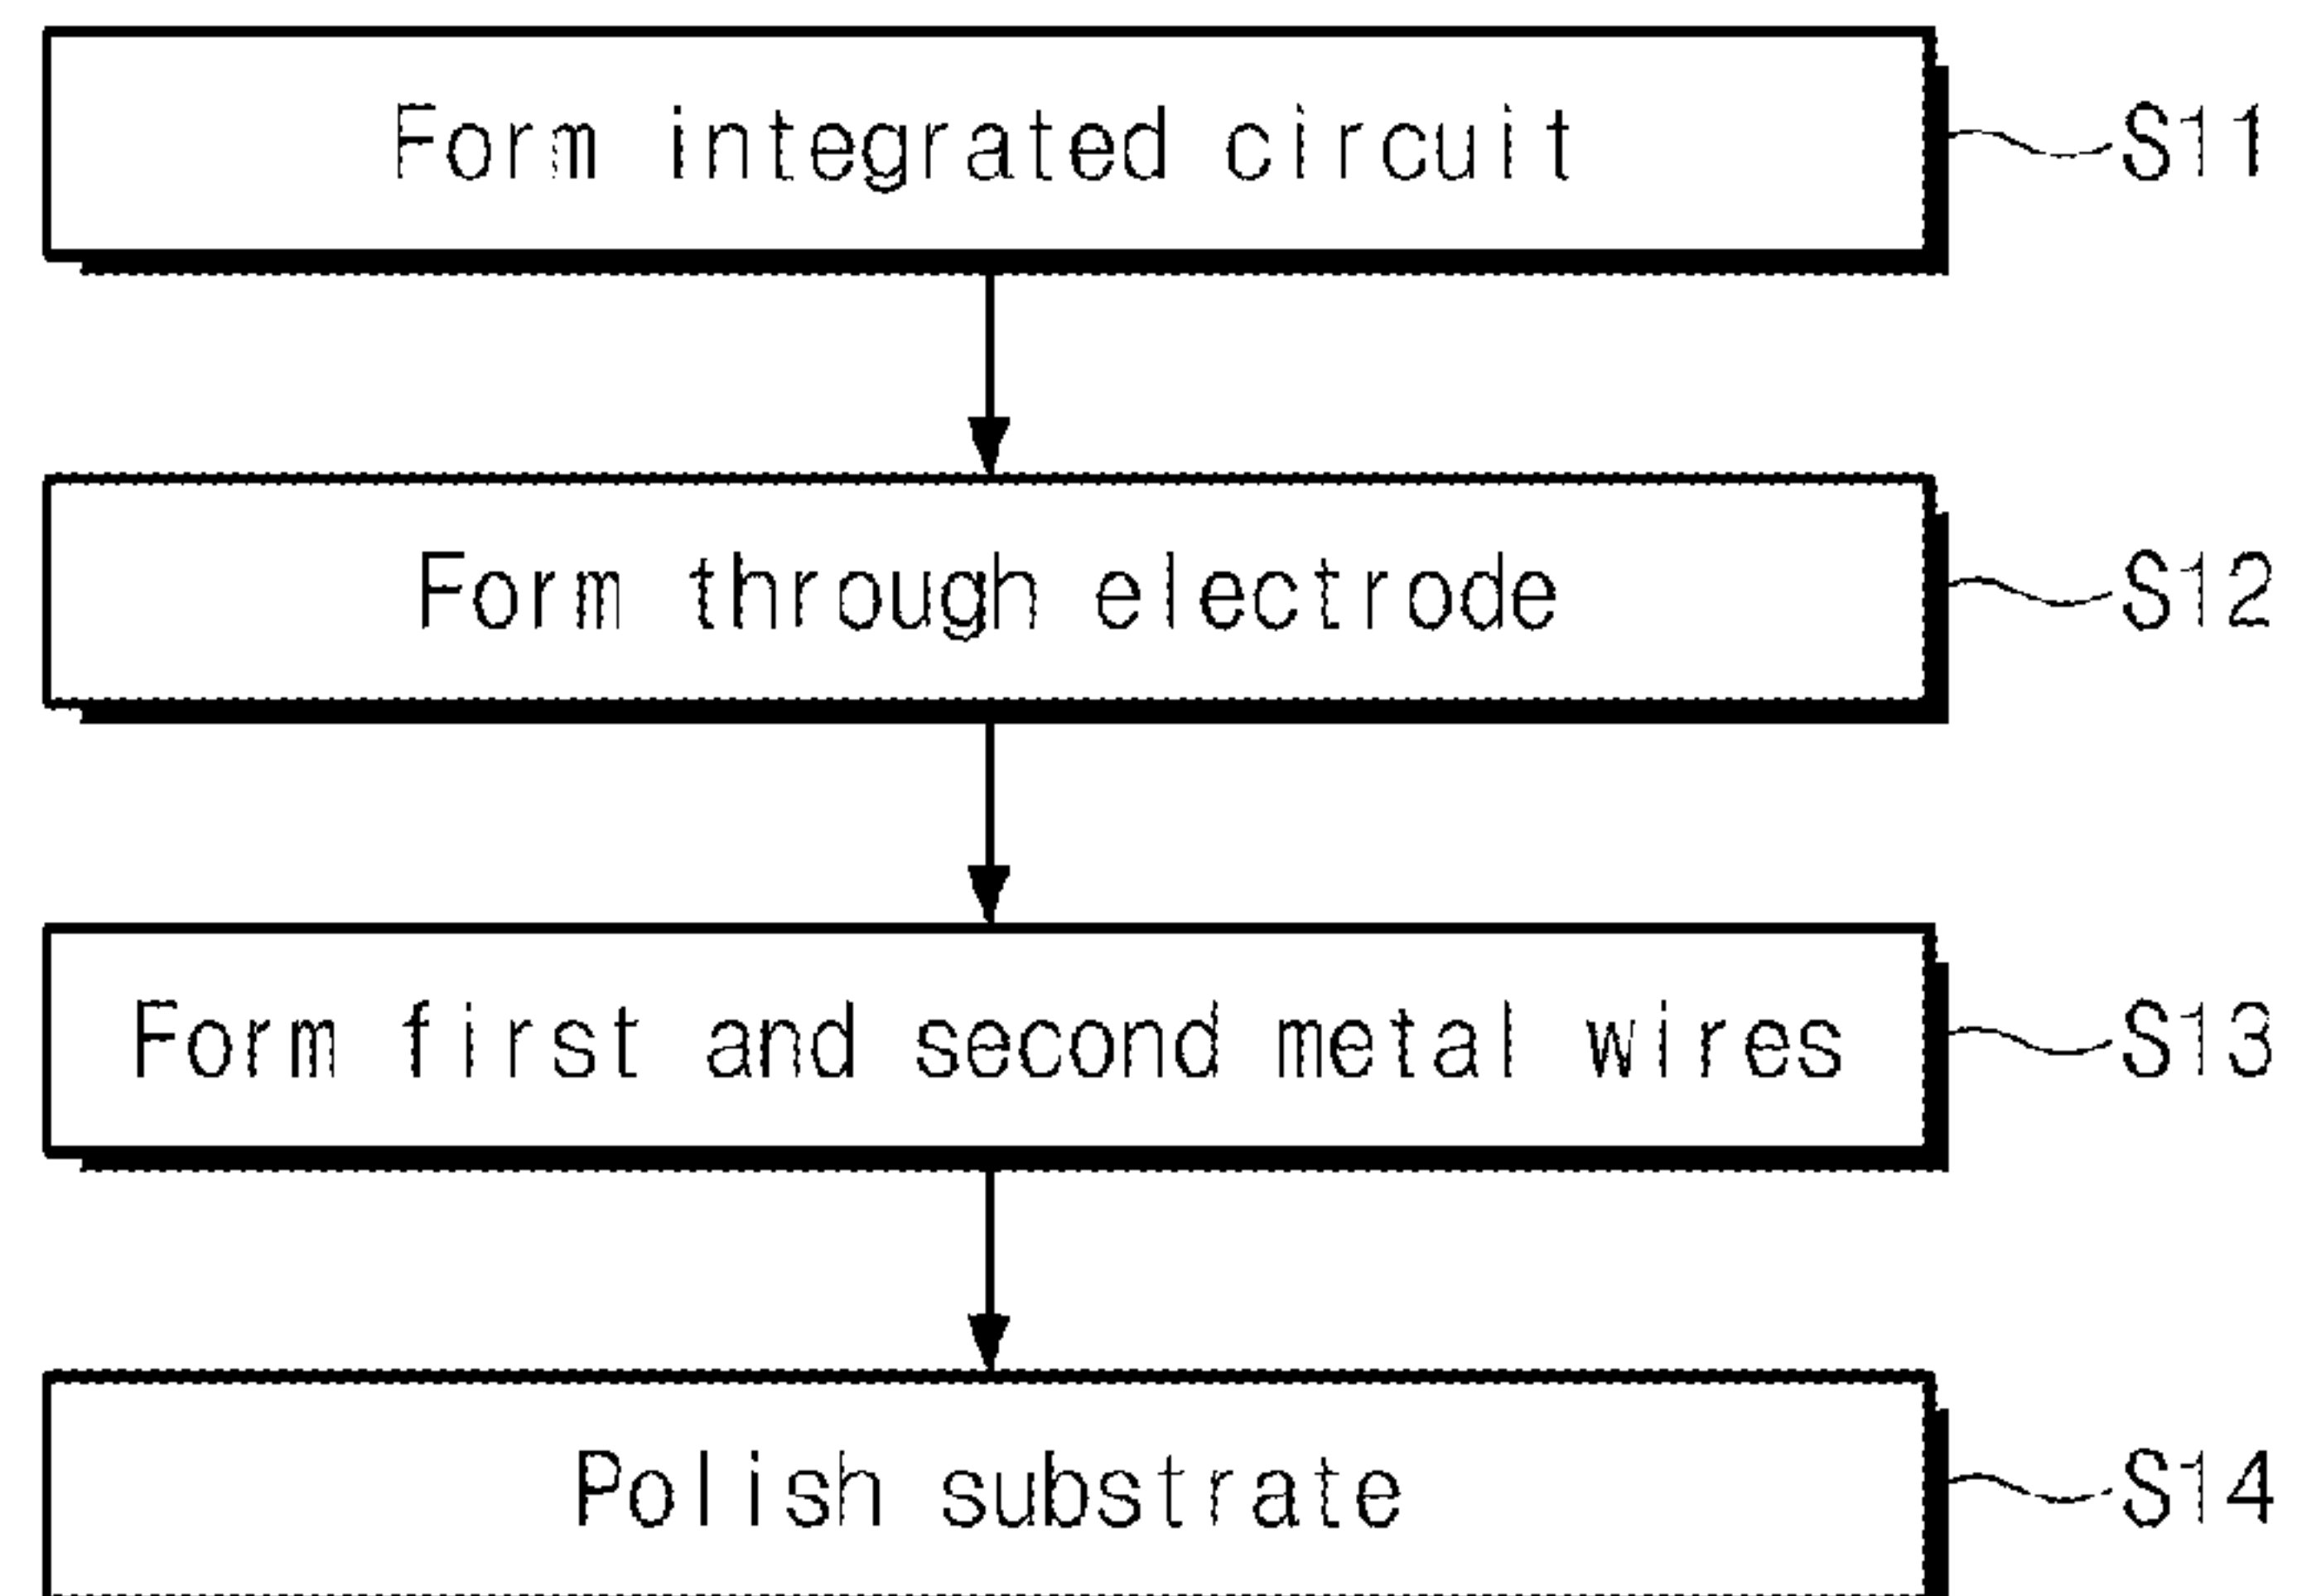 Form integrated circuit S11
Form through electrode S12
Form first and second metal wires S13
Polish substrate S14